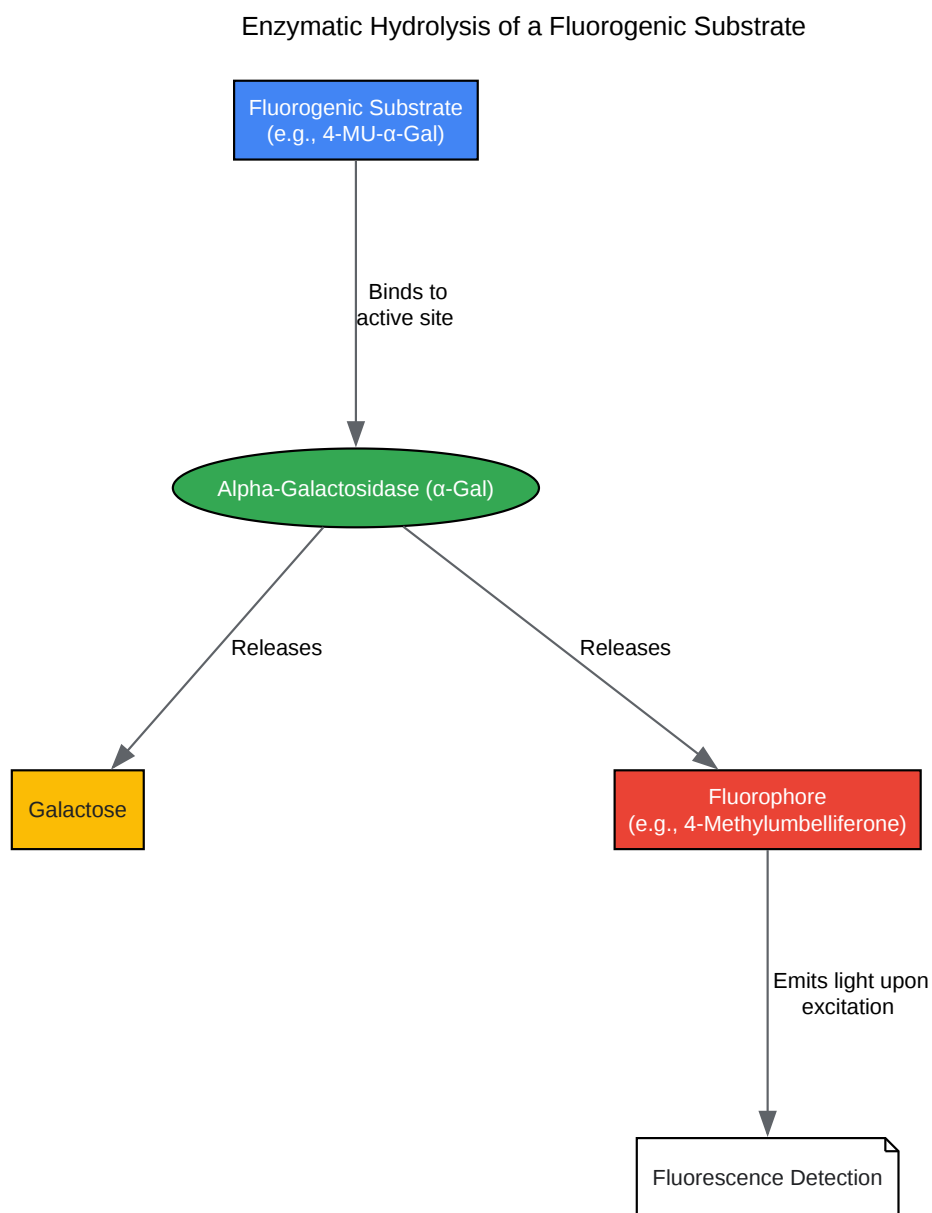 Enzymatic Hydrolysis of a Fluorogenic Substrate
Fluorogenic Substrate
(e.g., 4-MU-α-Gal)
Binds to
active site
Alpha-Galactosidase (α-Gal)
Releases
Releases
Galactose
Fluorophore
(e.g., 4-Methylumbelliferone)
Emits light upon
excitation
Fluorescence Detection